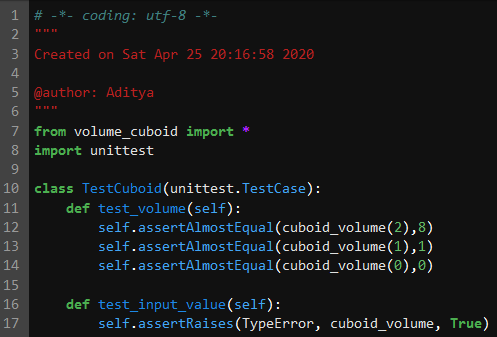 1 # -*- coding: utf-8 -*-
2 """
3 Created on Sat Apr 25 20:16:58 2020
4
5 @author: Aditya
6 """
7 from volume_cuboid import *
8 import unittest
9
10 class TestCuboid(unittest.TestCase):
11     def test_volume(self):
12         self.assertAlmostEqual(cuboid_volume(2),8)
13         self.assertAlmostEqual(cuboid_volume(1),1)
14         self.assertAlmostEqual(cuboid_volume(0),0)
15
16     def test_input_value(self):
17         self.assertRaises(TypeError, cuboid_volume, True)